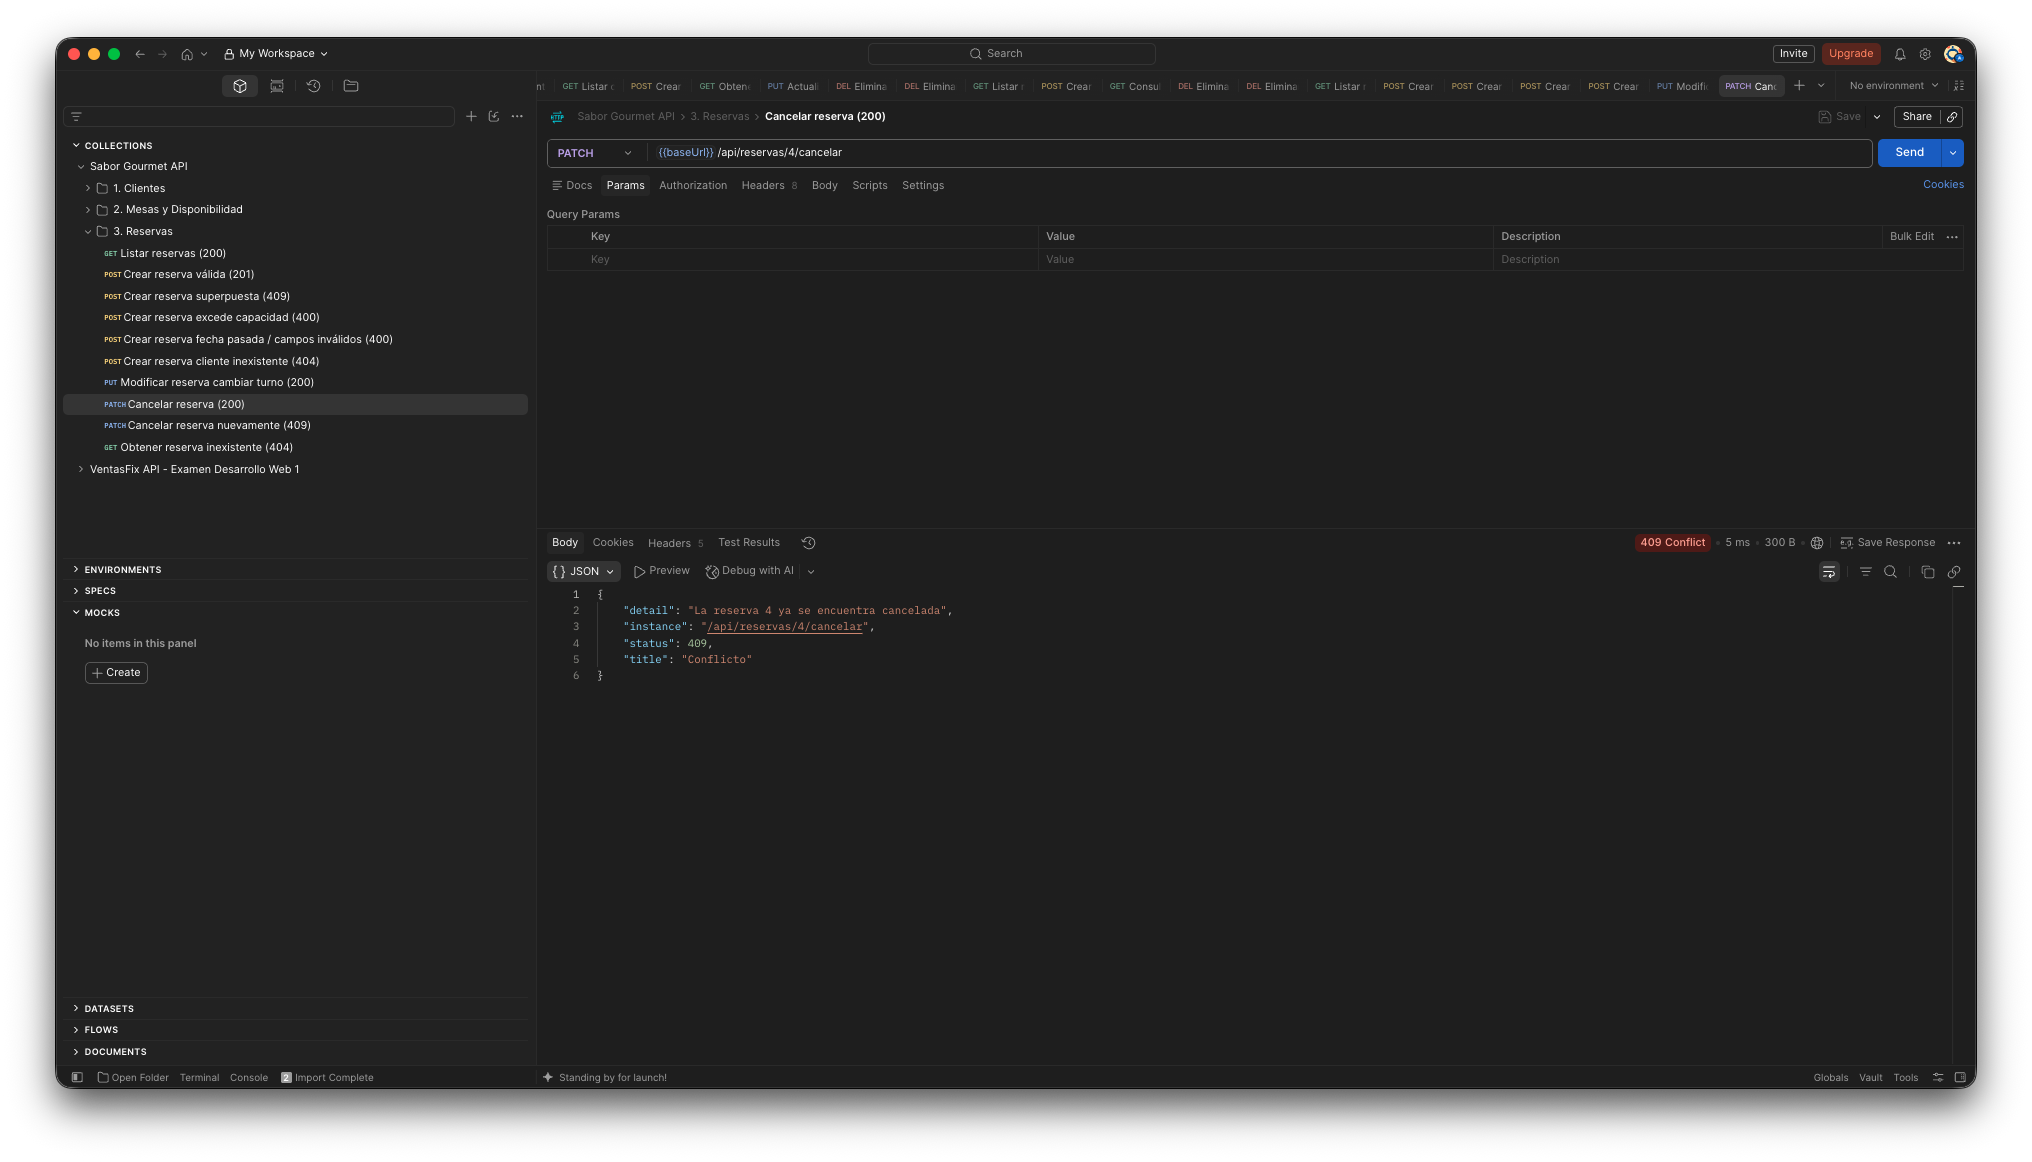 My Workspace
Search
Invite
Upgrade
GET Listar
POST Crear
GET Obten
PUT Actuali
DEL Elimina
DEL Elimina
GET Listar
POST Crear
GET Consul
DEL Elimina
DEL Elimina
GET Listar
POST Crear
POST Crear
POST Crear
POST Crear
PUT Modifi
PATCH Canc
No environment
COLLECTIONS
Sabor Gourmet API
1. Clientes
2. Mesas y Disponibilidad
3. Reservas
GET Listar reservas (200)
POST Crear reserva válida (201)
POST Crear reserva superpuesta (409)
POST Crear reserva excede capacidad (400)
POST Crear reserva fecha pasada / campos inválidos (400)
POST Crear reserva cliente inexistente (404)
PUT Modificar reserva cambiar turno (200)
PATCH Cancelar reserva (200)
PATCH Cancelar reserva nuevamente (409)
GET Obtener reserva inexistente (404)
VentasFix API - Examen Desarrollo Web 1
ENVIRONMENTS
SPECS
MOCKS
No items in this panel
Create
DATASETS
FLOWS
DOCUMENTS
HTTP Sabor Gourmet API > 3. Reservas > Cancelar reserva (200)
Save
Share
PATCH
{{baseUrl}} /api/reservas/4/cancelar
Send
Docs Params Authorization Headers 8 Body Scripts Settings
Cookies
Query Params
Key Value Description Bulk Edit
Key Value Description
Body Cookies Headers 5 Test Results
409 Conflict • 5 ms • 300 B
e.g. Save Response
{} JSON Preview Debug with AI
1 {
2 "detail": "La reserva 4 ya se encuentra cancelada",
3 "instance": "/api/reservas/4/cancelar",
4 "status": 409,
5 "title": "Conflicto"
6 }
Open Folder Terminal Console 2 Import Complete
Standing by for launch!
Globals Vault Tools